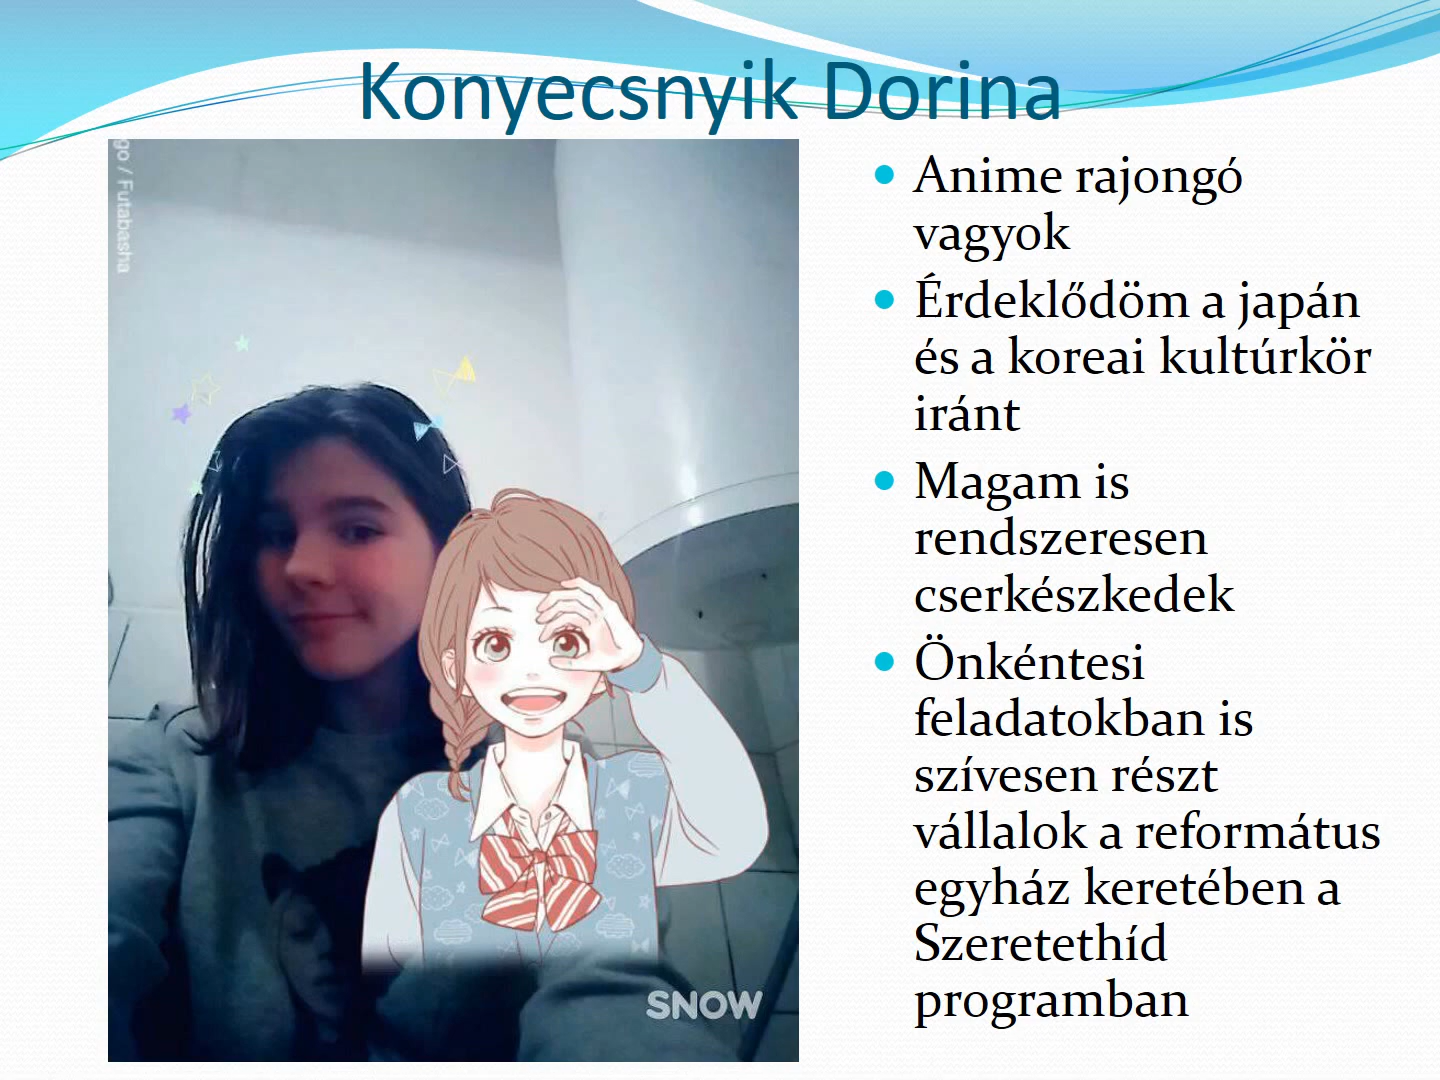 Konyecsnyik Dorina
go / Futabasha
Anime rajongó
vagyok
Érdeklődöm a japán
és a koreai kultúrkör
iránt
Magam is
rendszeresen
cserkészkedek
Önkéntesi
feladatokban is
szívesen részt
vállalok a református
egyház keretében a
Szeretethíd
programban
SNOW